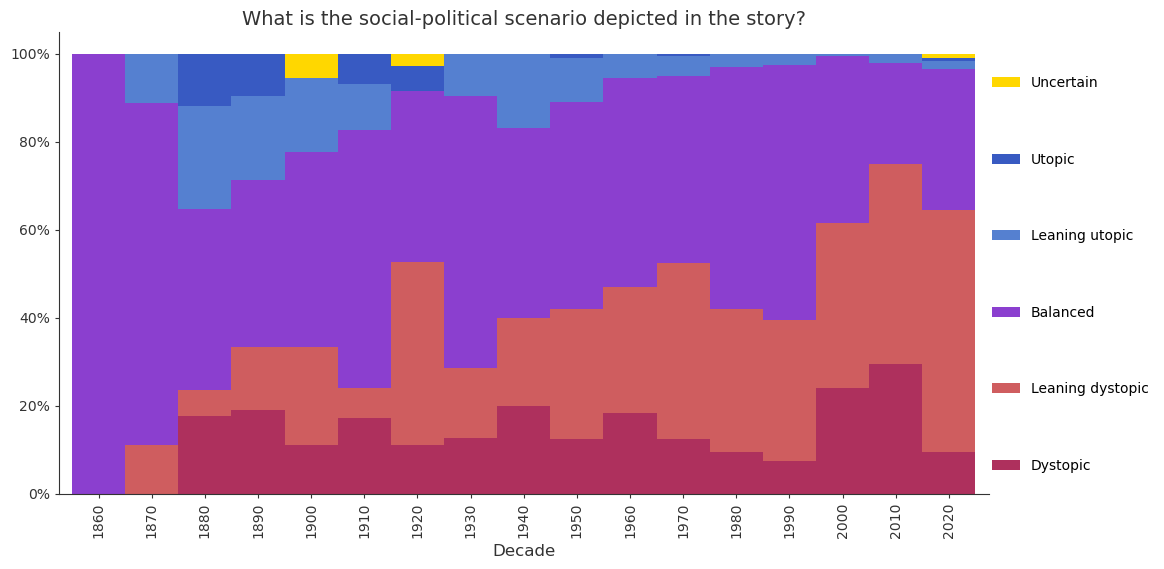 What is the social-political scenario depicted in the story?
100%
80%
60%
40%
20%
0%
1860
1870
1880
1890
1900
1910
1920
1930
1940
1950
1960
1970
1980
1990
2000
2010
2020
Decade
Uncertain
Utopic
Leaning utopic
Balanced
Leaning dystopic
Dystopic